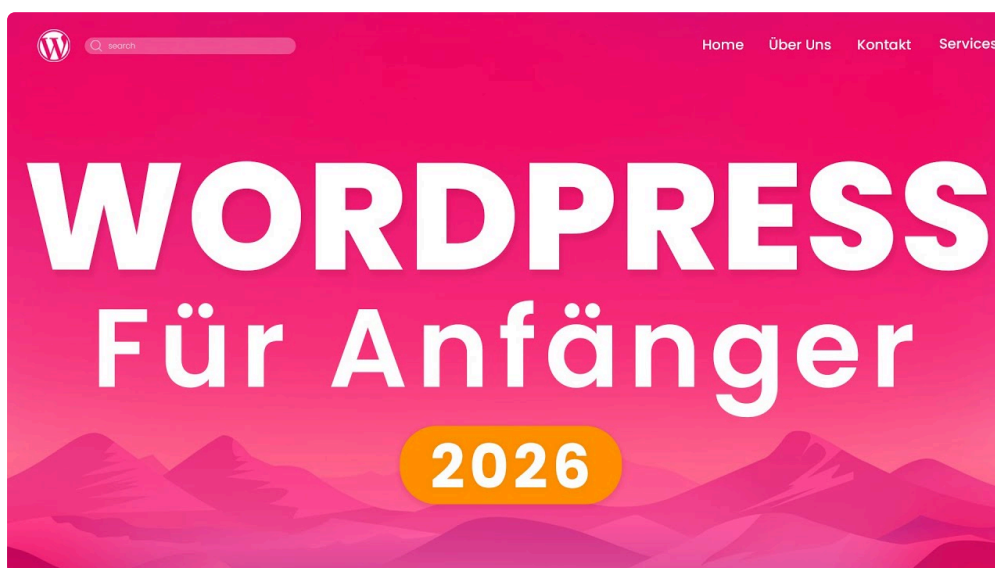 search
Home Über Uns Kontakt Services
WORDPRESS
Für Anfänger
2026